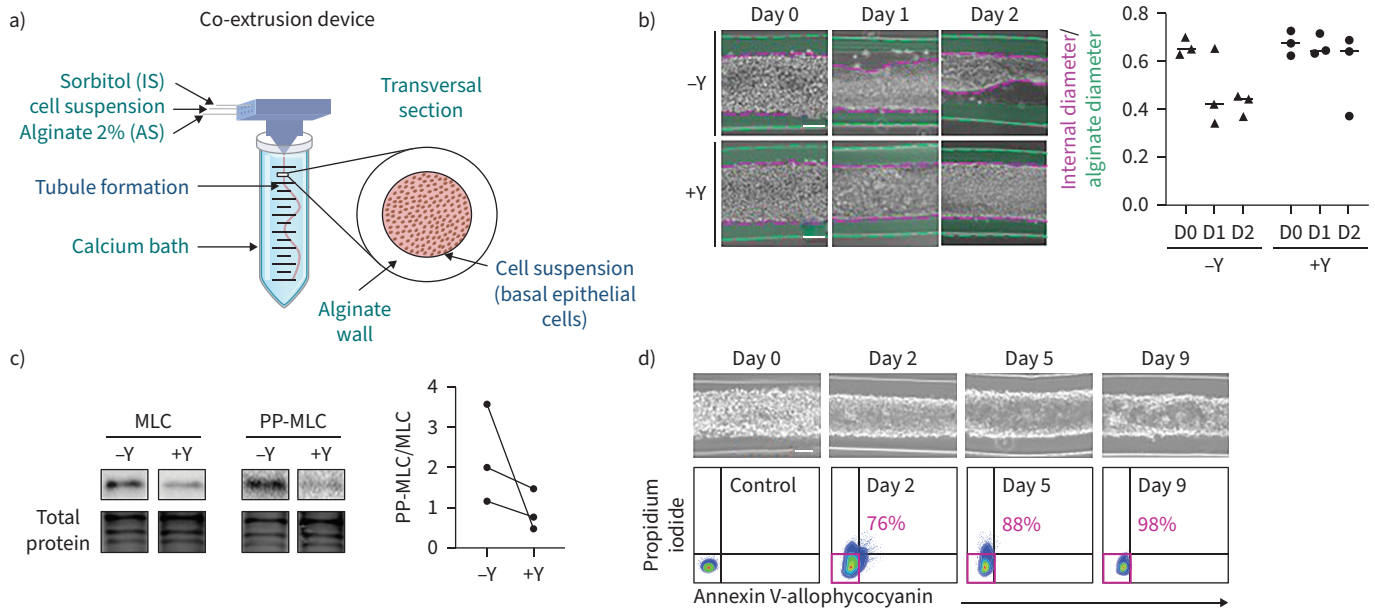 a)
Co-extrusion device
Sorbitol (IS)
cell suspension
Alginate 2% (AS)
Tubule formation
Calcium bath
Transversal
section
Alginate
wall
Cell suspension
(basal epithelial
cells)
b)
Day 0
Day 1
Day 2
–Y
+Y
Internal diameter/
alginate diameter
0.8
0.6
0.4
0.2
0.0
D0 D1 D2
D0 D1 D2
–Y
+Y
c)
MLC
PP-MLC
–Y
+Y
–Y
+Y
Total
protein
PP-MLC/MLC
4
3
2
1
0
–Y
+Y
d)
Day 0
Day 2
Day 5
Day 9
Propidium
iodide
Control
Day 2
76%
Day 5
88%
Day 9
98%
Annexin V-allophycocyanin